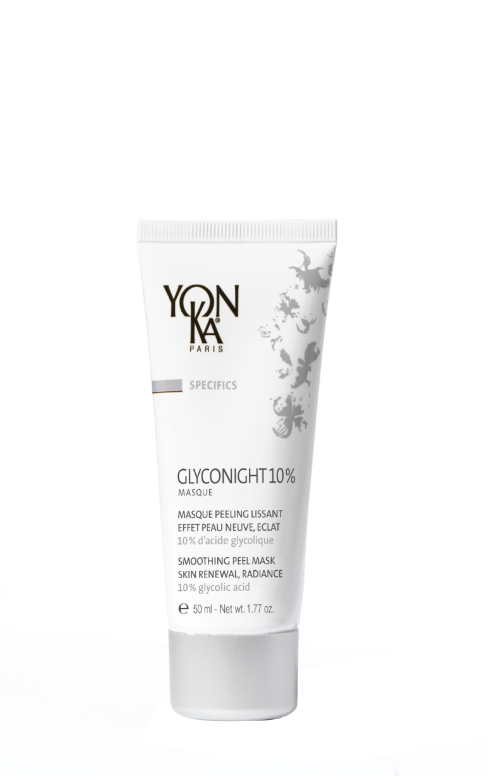 YON
KA®
PARIS
SPECIFICS
GLYCONIGHT 10%
MASQUE
MASQUE PEELING LISSANT
EFFET PEAU NEUVE, ECLAT
10% d'acide glycolique
SMOOTHING PEEL MASK
SKIN RENEWAL, RADIANCE
10% glycolic acid
℮ 50 ml - Net wt. 1.77 oz.